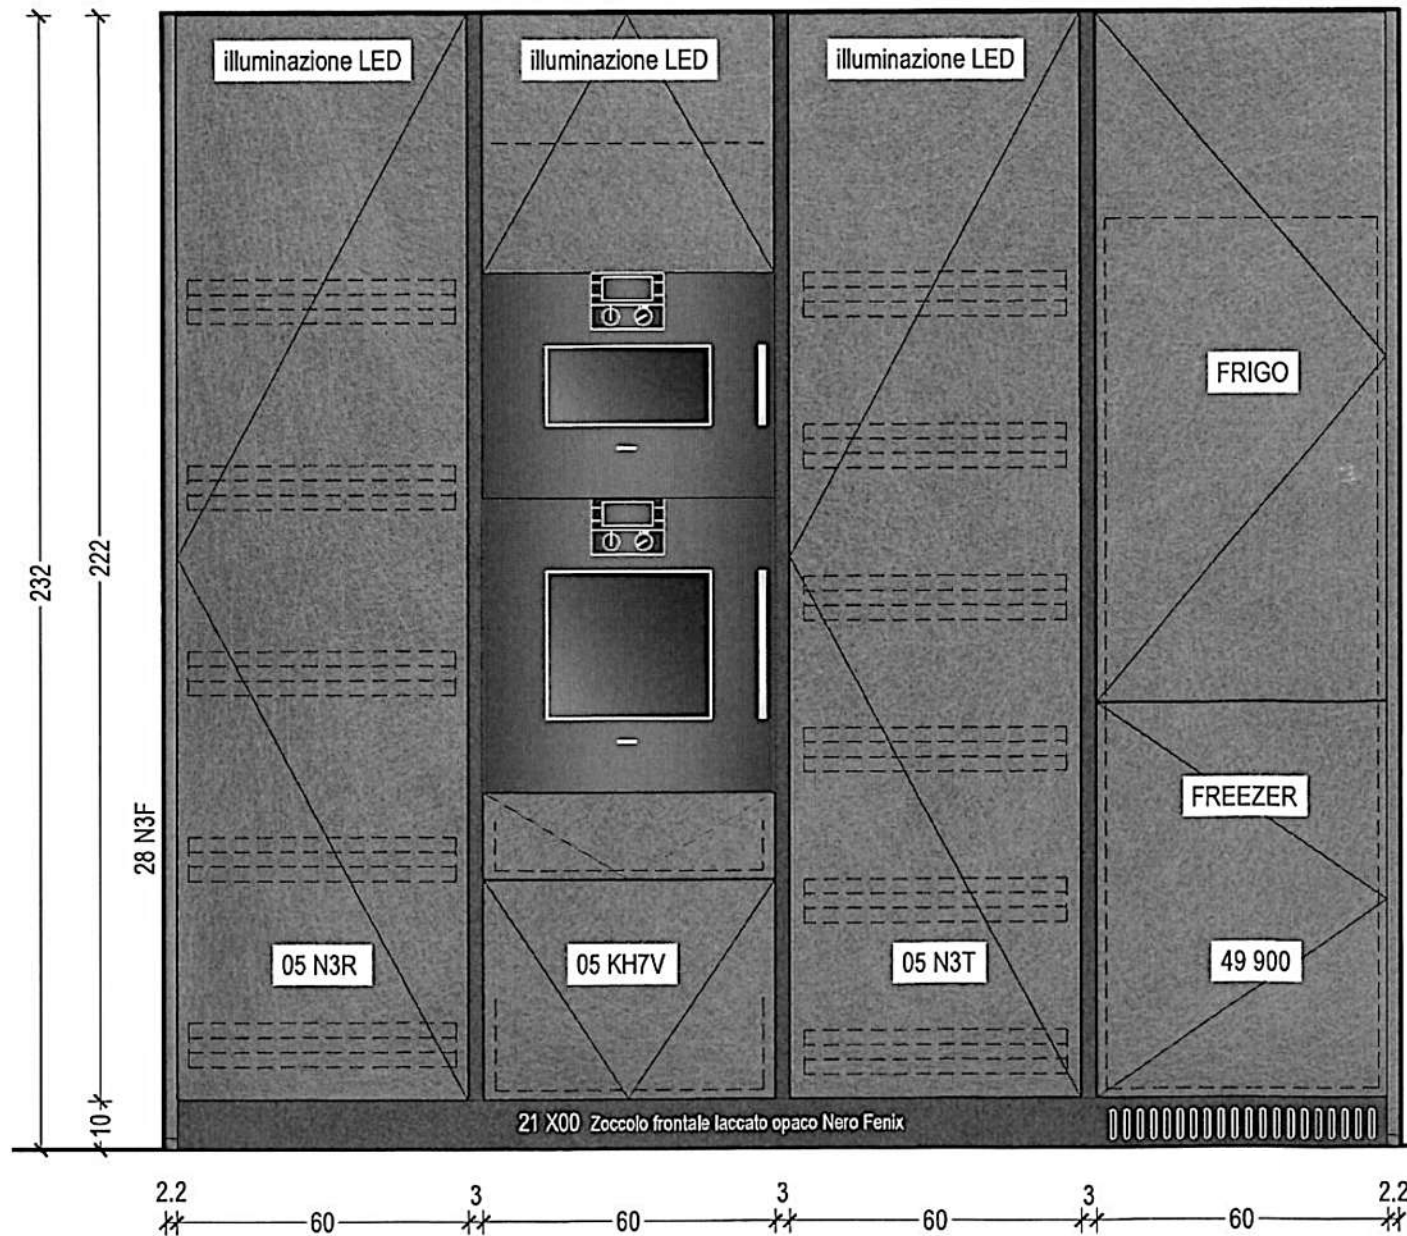 illuminazione LED
illuminazione LED
illuminazione LED
FRIGO
FREEZER
232
222
10
28 N3F
05 N3R
05 KH7V
05 N3T
49 900
21 X00 Zoccolo frontale laccato opaco Nero Fenix
2.2
3
3
3
2.2
60
60
60
60